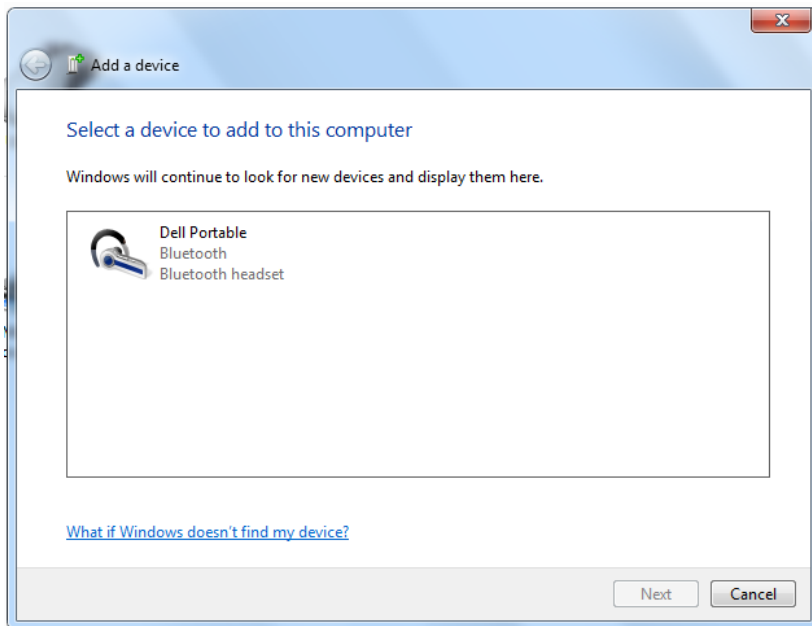 Add a device
Select a device to add to this computer
Windows will continue to look for new devices and display them here.
Dell Portable
Bluetooth
Bluetooth headset
What if Windows doesn't find my device?
Next
Cancel